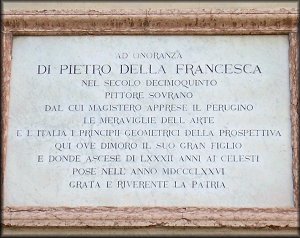 AD ONORANZA
DI PIETRO DELLA FRANCESCA
NEL SECOLO DECIMOQUINTO
PITTORE SOVRANO
DAL CUI MAGISTERO APPRESE IL PERUGINO
LE MERAVIGLIE DELL' ARTE
E L' ITALIA I PRINCIPII GEOMETRICI DELLA PROSPETTIVA
QUI OVE DIMORÒ IL SUO GRAN FIGLIO
E DONDE ASCESE DI LXXXII ANNI AI CELESTI
POSE NELL' ANNO MDCCCLXXVI
GRATA E RIVERENTE LA PATRIA